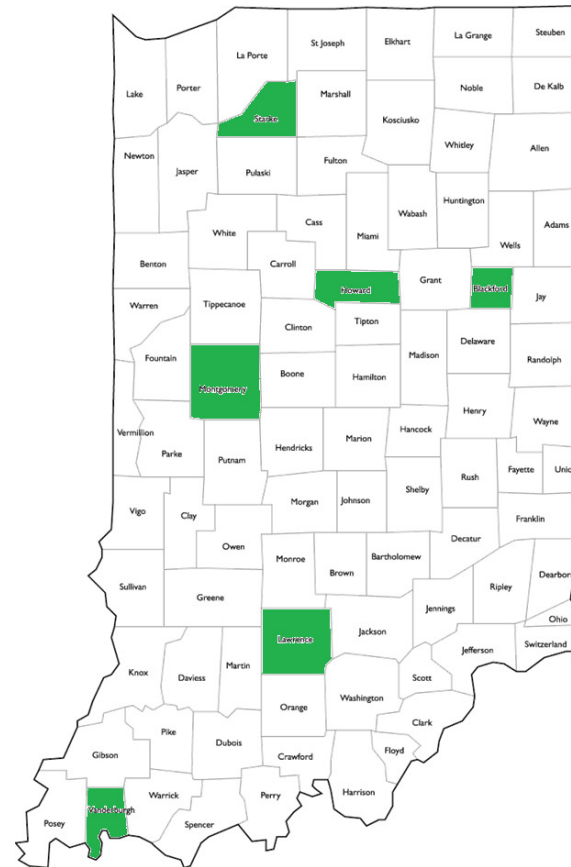 Steuben
La Grange
Elkhart
St Joseph
La Porte
Porter
Lake
Noble
De Kalb
Marshall
Starke
Kosciusko
Whitley
Allen
Newton
Jasper
Pulaski
Fulton
Huntington
Wabash
Miami
Cass
White
Wells
Adams
Carroll
Benton
Howard
Grant
Blackford
Jay
Warren
Tippecanoe
Clinton
Tipton
Delaware
Madison
Randolph
Fountain
Montgomery
Boone
Hamilton
Henry
Wayne
Vermillion
Parke
Putnam
Hendricks
Marion
Hancock
Rush
Fayette
Unio
Vigo
Clay
Morgan
Johnson
Shelby
Franklin
Owen
Decatur
Monroe
Brown
Bartholomew
Dearborn
Ripley
Sullivan
Greene
Jennings
Ohio
Lawrence
Jackson
Jefferson
Switzerland
Knox
Daviess
Martin
Scott
Washington
Orange
Clark
Pike
Dubois
Gibson
Crawford
Floyd
Harrison
Perry
Warrick
Vanderburgh
Posey
Spencer